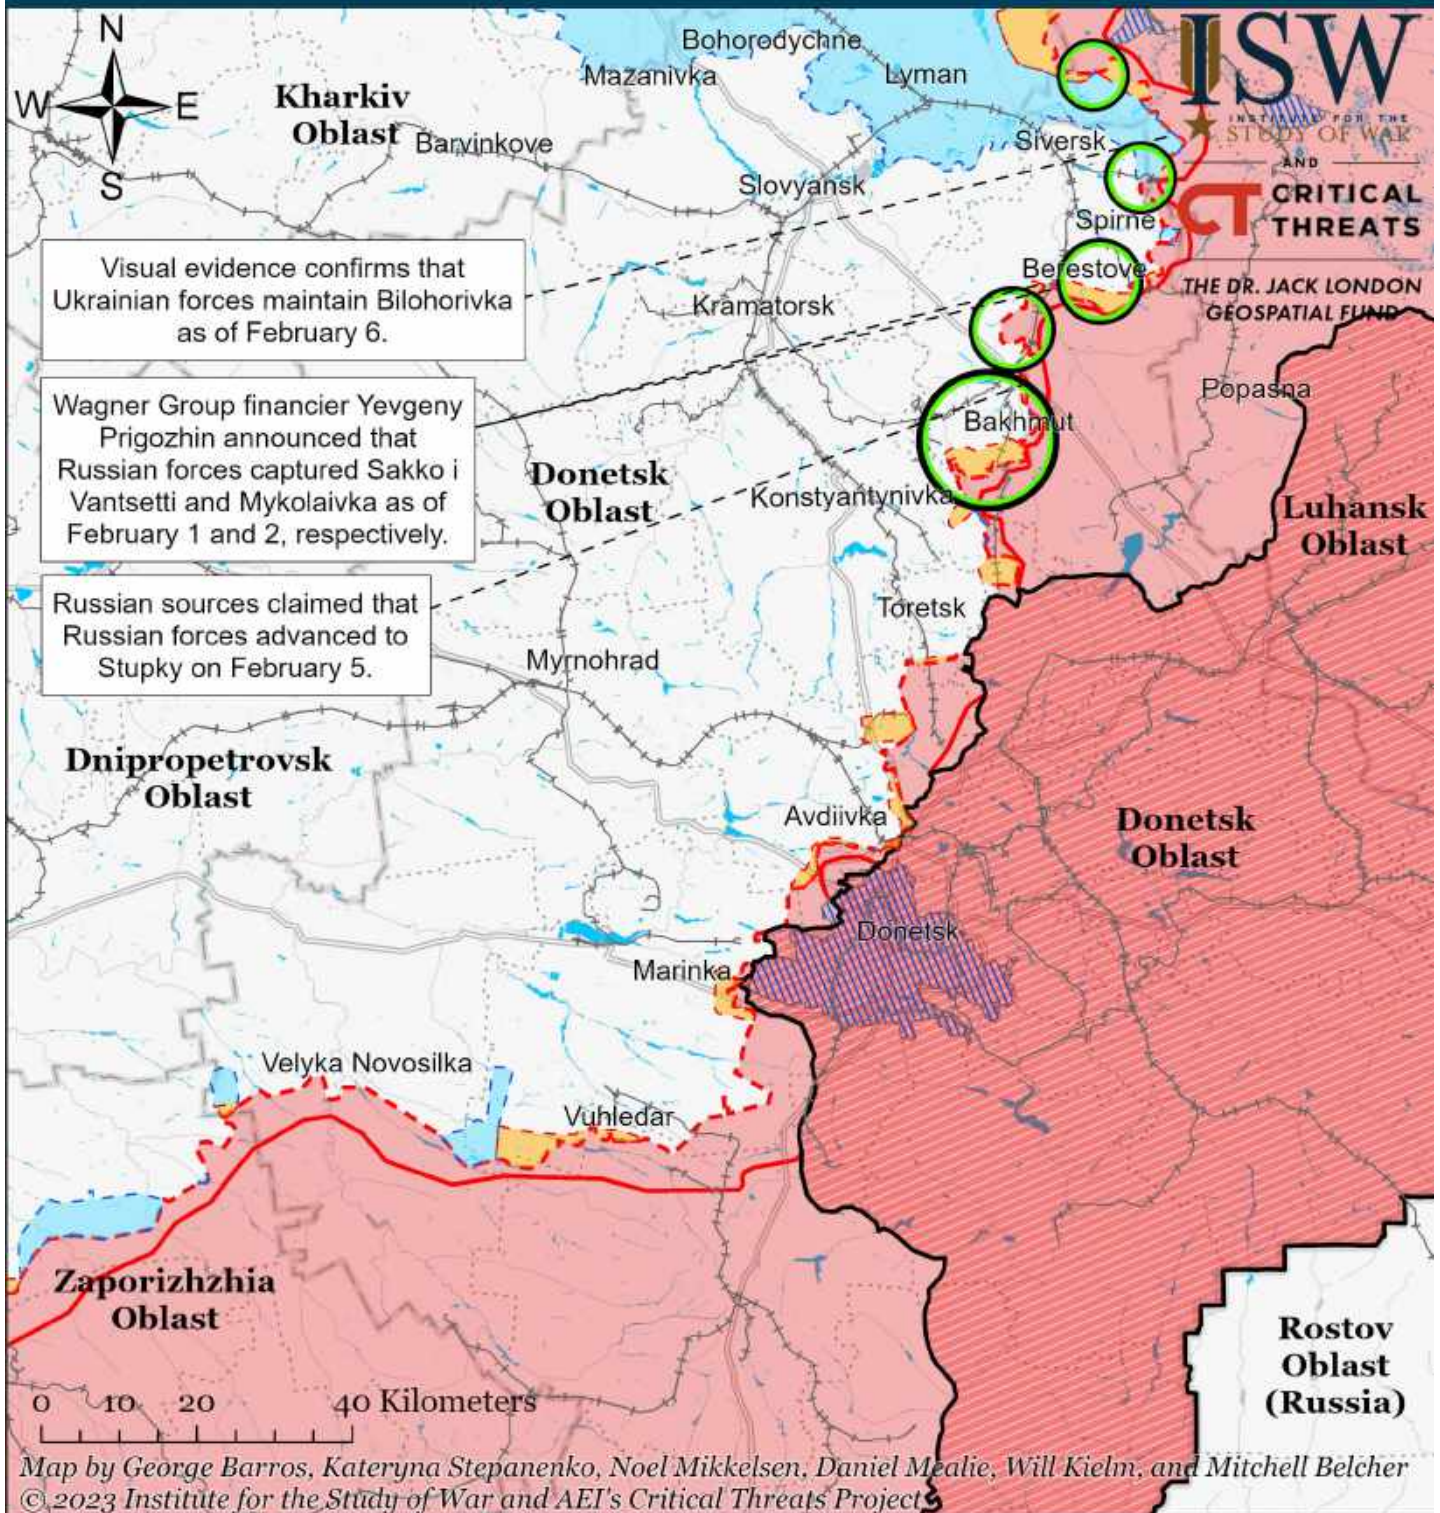 N
W
E
S
Kharkiv
Oblast
Barvinkove
Bohorodychne
Mazanivka
Lyman
Siversk
Slovyansk
Spirne
Berestove
Kramatorsk
Popasna
Bakhmut
Konstyantynivka
Toretsk
Myrnohrad
Avdiivka
Donetsk
Marinka
Velyka Novosilka
Vuhledar
ISW
INSTITUTE FOR THE
STUDY OF WAR
AND
CT CRITICAL
THREATS
THE DR. JACK LONDON
GEOSPATIAL FUND
Visual evidence confirms that
Ukrainian forces maintain Bilohorivka
as of February 6.
Wagner Group financier Yevgeny
Prigozhin announced that
Russian forces captured Sakko i
Vantsetti and Mykolaivka as of
February 1 and 2, respectively.
Russian sources claimed that
Russian forces advanced to
Stupky on February 5.
Donetsk
Oblast
Luhansk
Oblast
Dnipropetrovsk
Oblast
Donetsk
Oblast
Zaporizhzhia
Oblast
Rostov
Oblast
(Russia)
0 10 20 40 Kilometers
Map by George Barros, Kateryna Stepanenko, Noel Mikkelsen, Daniel Mealie, Will Kielm, and Mitchell Belcher
© 2023 Institute for the Study of War and AEI's Critical Threats Project